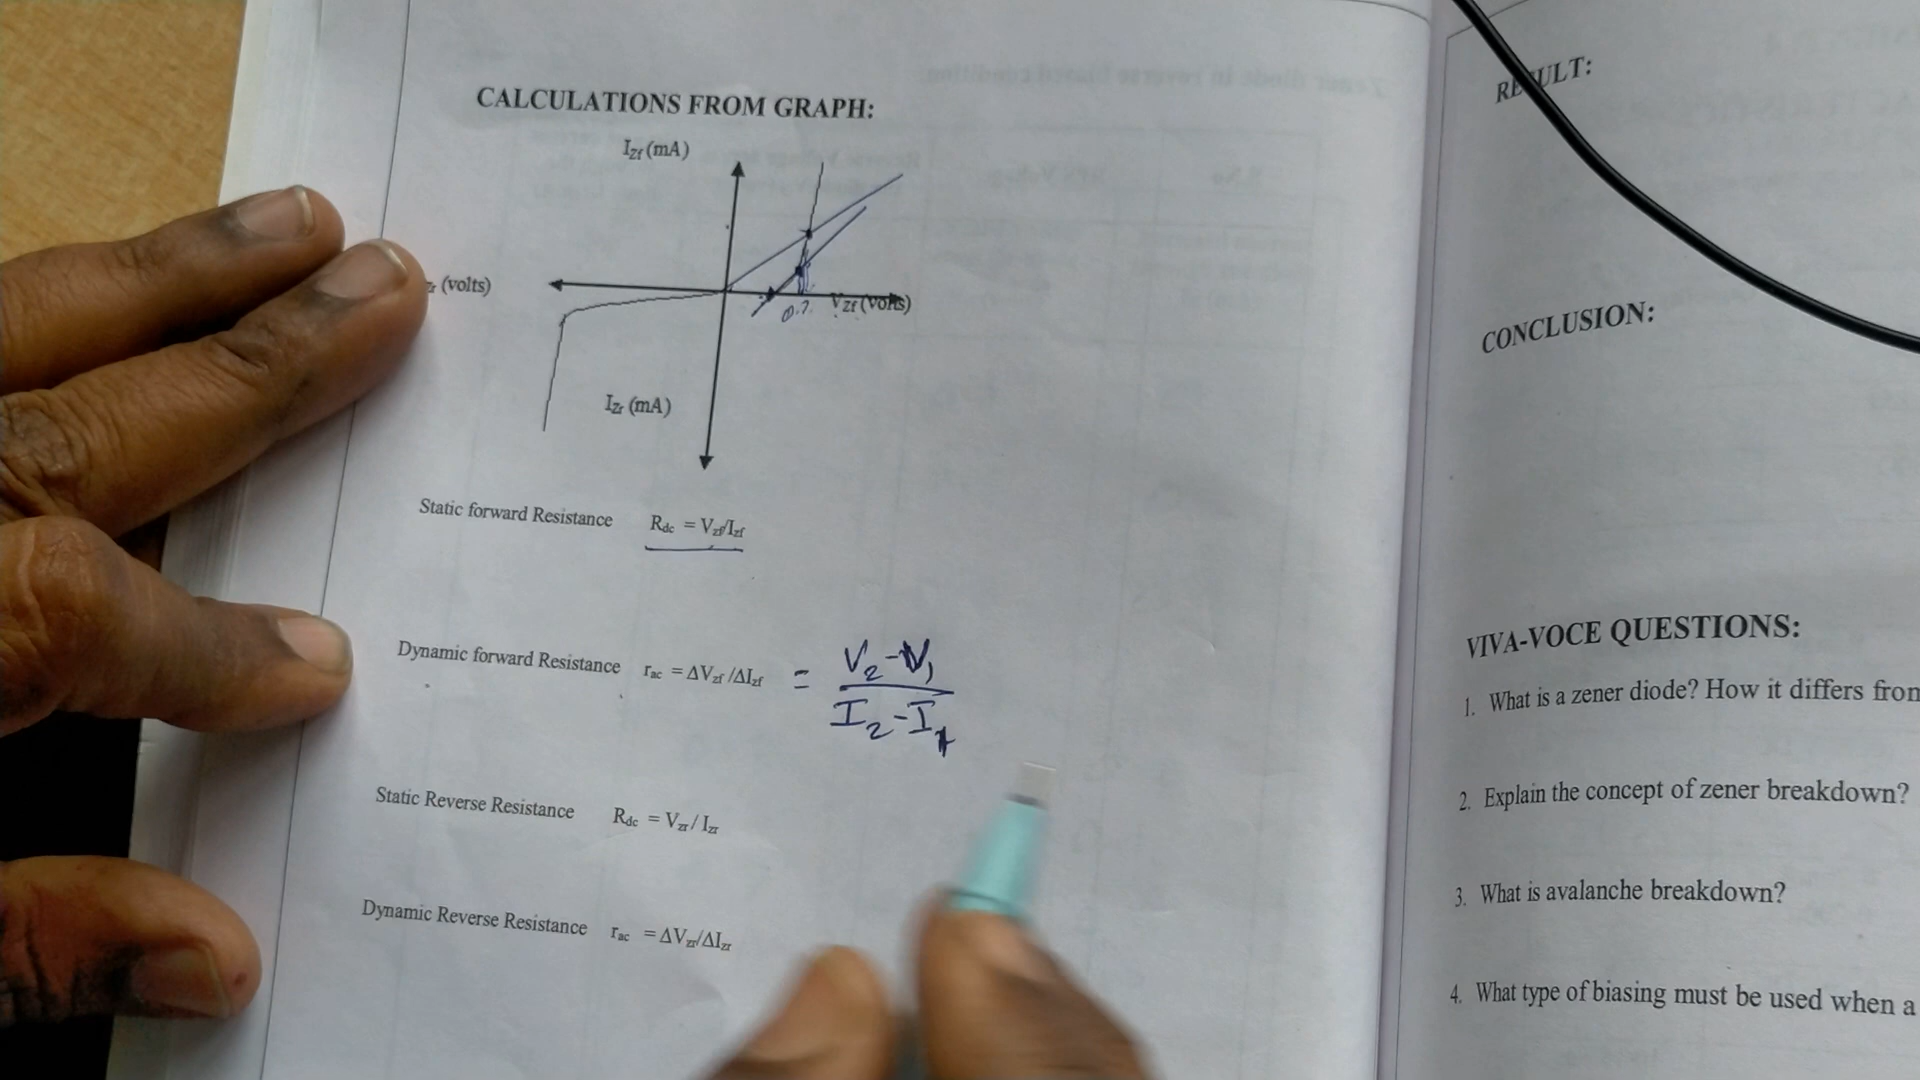 CALCULATIONS FROM GRAPH:
IZf (mA)
(volts)
0.7
VZf (volts)
IZr (mA)
Static forward Resistance Rdc = Vzf/Izf
Dynamic forward Resistance rac = ΔVzf /ΔIzf = V2-V1
I2-I1
Static Reverse Resistance Rdc = Vzr / Izr
Dynamic Reverse Resistance rac = ΔVzr/ΔIzr
CONCLUSION:
VIVA-VOCE QUESTIONS:
1. What is a zener diode? How it differs
2. Explain the concept of zener breakdown?
3. What is avalanche breakdown?
4. What type of biasing must be used when a